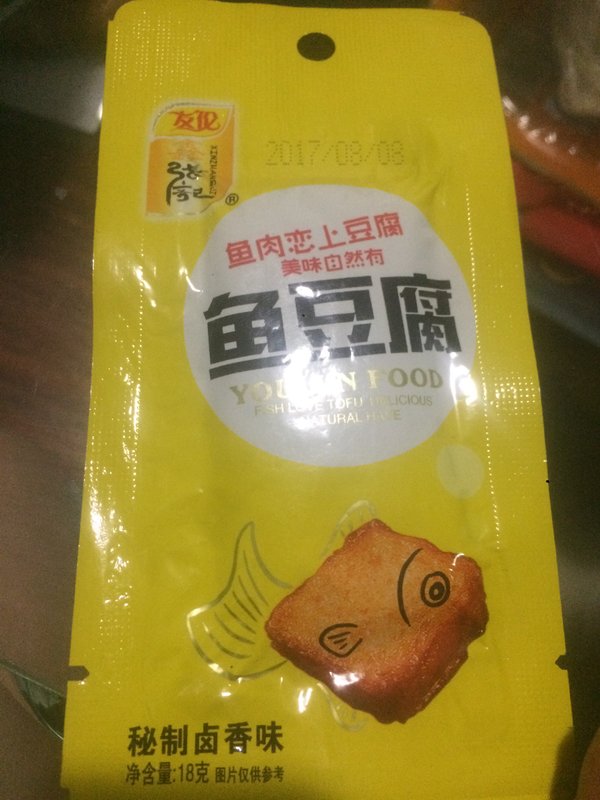 友伦
张记
XINZHANGJI
®
2017/08/08
鱼肉恋上豆腐
美味自然有
鱼豆腐
FOOD
FISH LOVE TOFU, DELICIOUS
NATURAL HAVE
秘制卤香味
净含量:18克 图片仅供参考